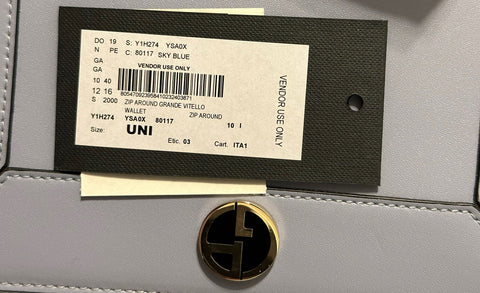 DO 19 S: Y1H274 YSA0X
N PE C: 80117 SKY BLUE
GA VENDOR USE ONLY
GA
10 40
12 16 8054709239584102324038​71
S 2000 ZIP AROUND GRANDE VITELLO
WALLET ZIP AROUND
Y1H274 YSA0X 80117 10 I
Size: UNI
Etic. 03 Cart. ITA1
VENDOR USE ONLY